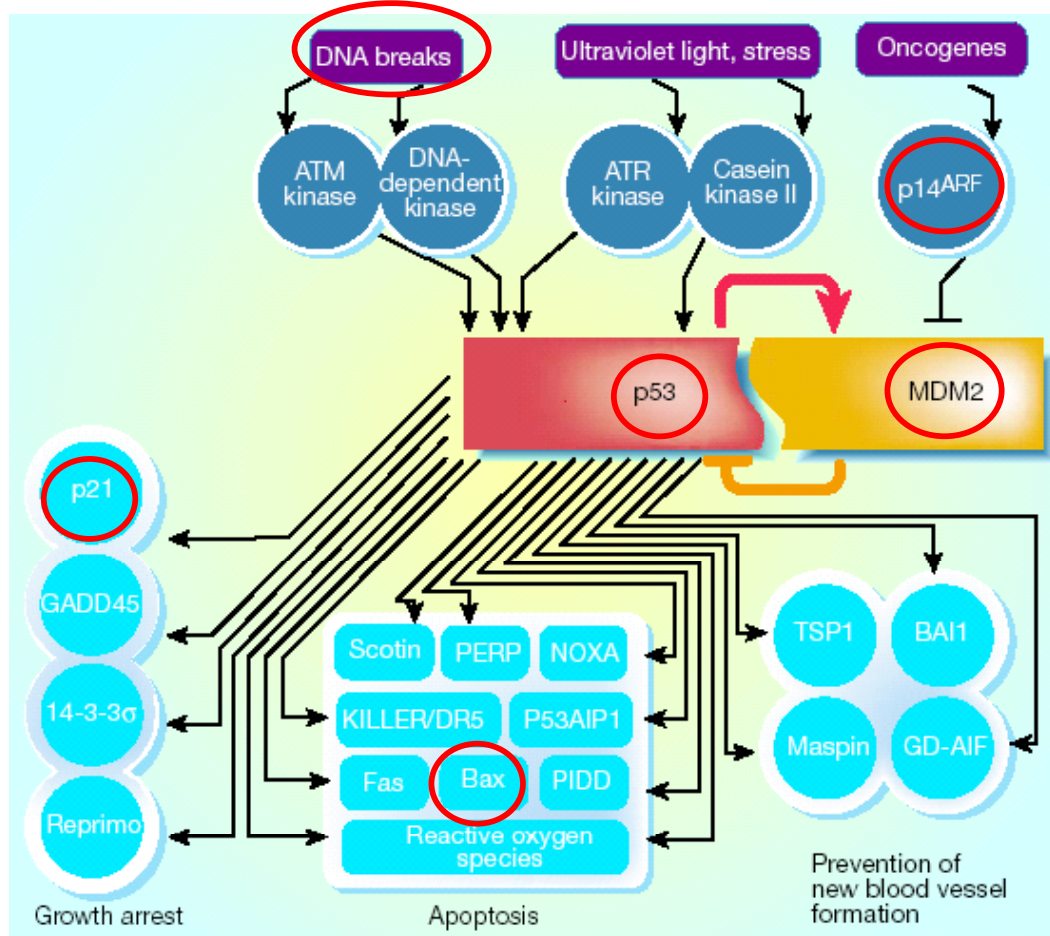 DNA breaks
Ultraviolet light, stress
Oncogenes
ATM
kinase
DNA-
dependent
kinase
ATR
kinase
Casein
kinase II
p14ARF
p53
MDM2
p21
GADD45
14-3-3σ
Reprimo
Growth arrest
Scotin
PERP
NOXA
KILLER/DR5
P53AIP1
Fas
Bax
PIDD
Reactive oxygen
species
Apoptosis
TSP1
BAI1
Maspin
GD-AIF
Prevention of
new blood vessel
formation